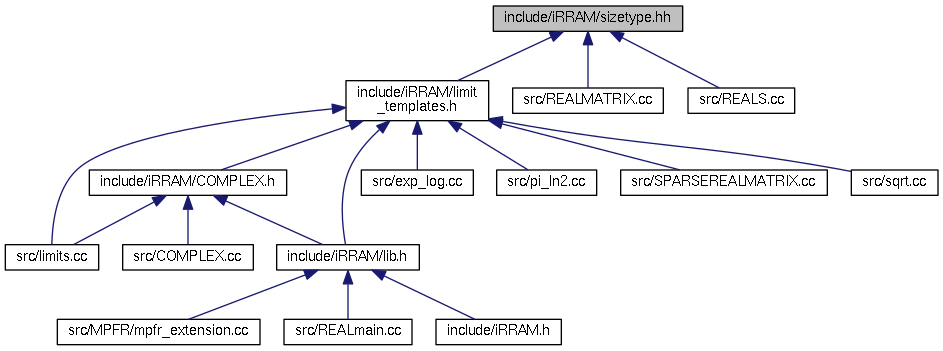 include/iRRAM/sizetype.hh
include/iRRAM/limit
_templates.h
src/REALMATRIX.cc
src/REALS.cc
include/iRRAM/COMPLEX.h
src/exp_log.cc
src/pi_ln2.cc
src/SPARSEREALMATRIX.cc
src/sqrt.cc
src/limits.cc
src/COMPLEX.cc
include/iRRAM/lib.h
src/MPFR/mpfr_extension.cc
src/REALmain.cc
include/iRRAM.h